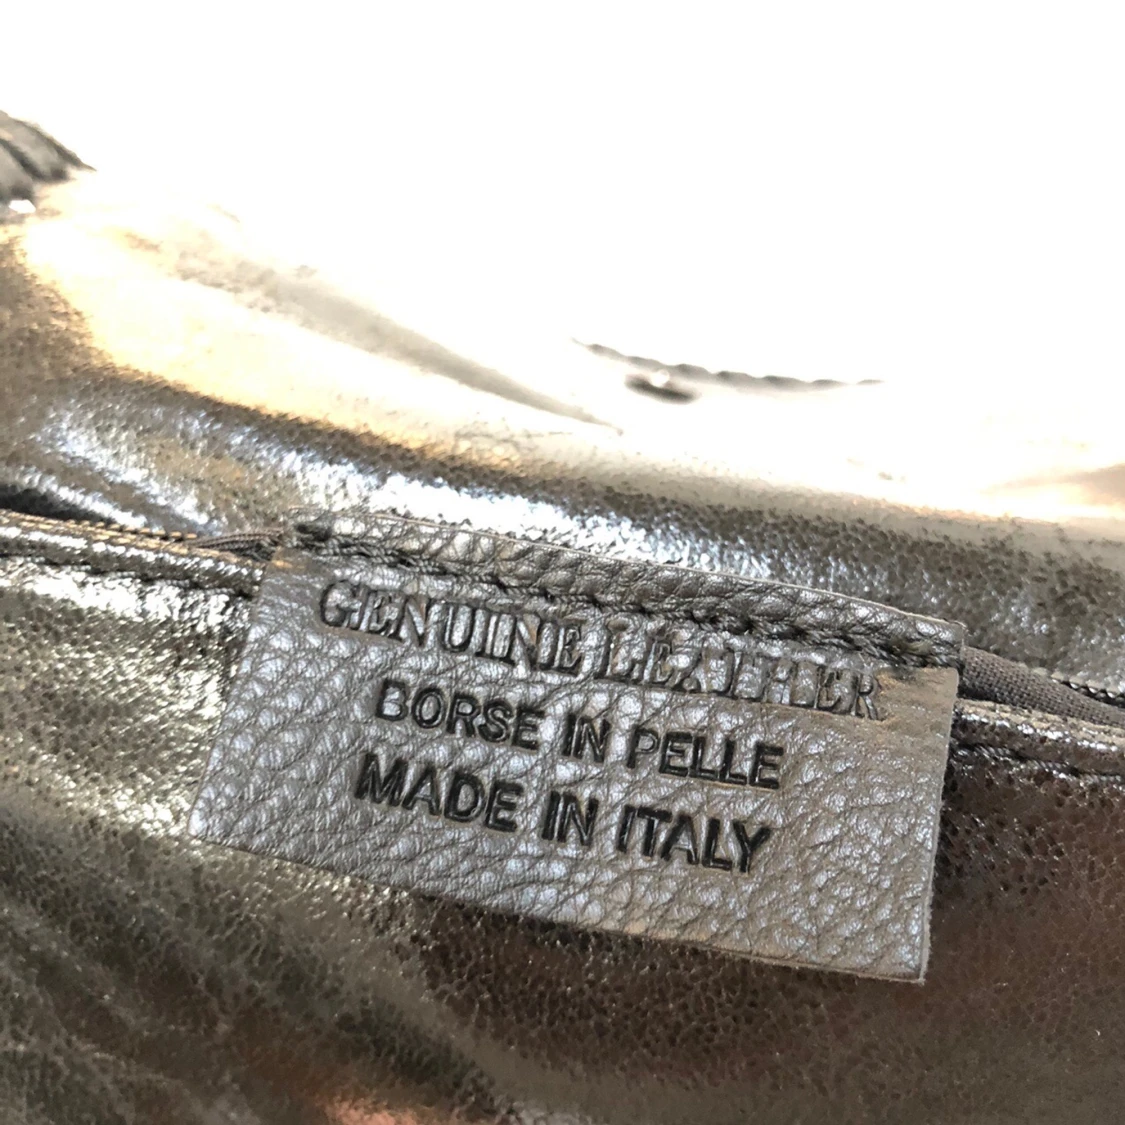 GENUINE LEATHER
BORSE IN PELLE
MADE IN ITALY